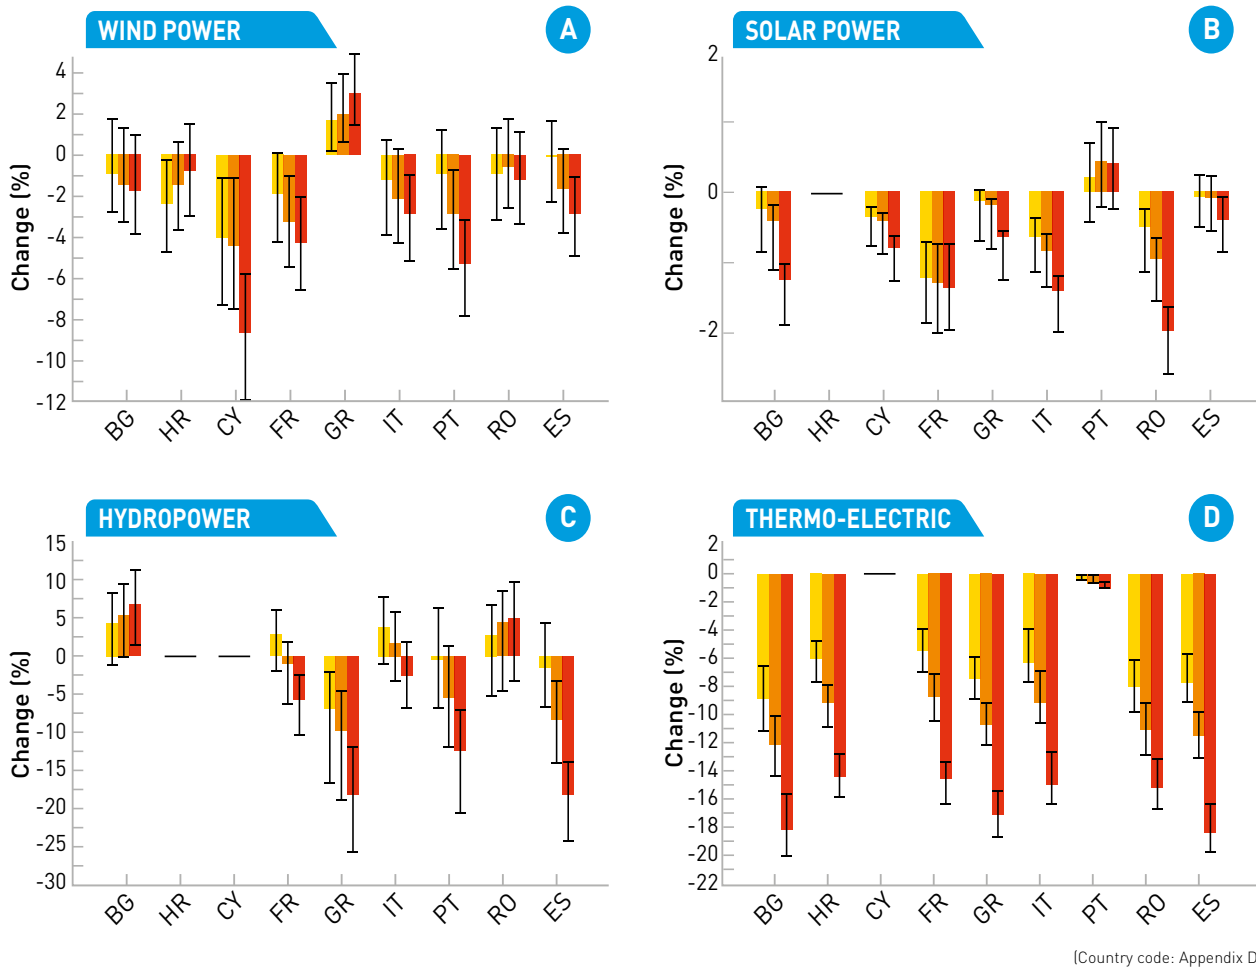 WIND POWER
A
4
2
0
-2
-4
-6
-8
-10
-12
Change (%)
BG HR CY FR GR IT PT RO ES
SOLAR POWER
B
2
1
0
-2
Change (%)
BG HR CY FR GR IT PT RO ES
HYDROPOWER
C
15
10
5
0
-5
-10
-15
-20
-25
-30
Change (%)
BG HR CY FR GR IT PT RO ES
THERMO-ELECTRIC
D
2
0
-2
-4
-6
-8
-10
-12
-14
-16
-18
-20
-22
Change (%)
BG HR CY FR GR IT PT RO ES
(Country code: Appendix D